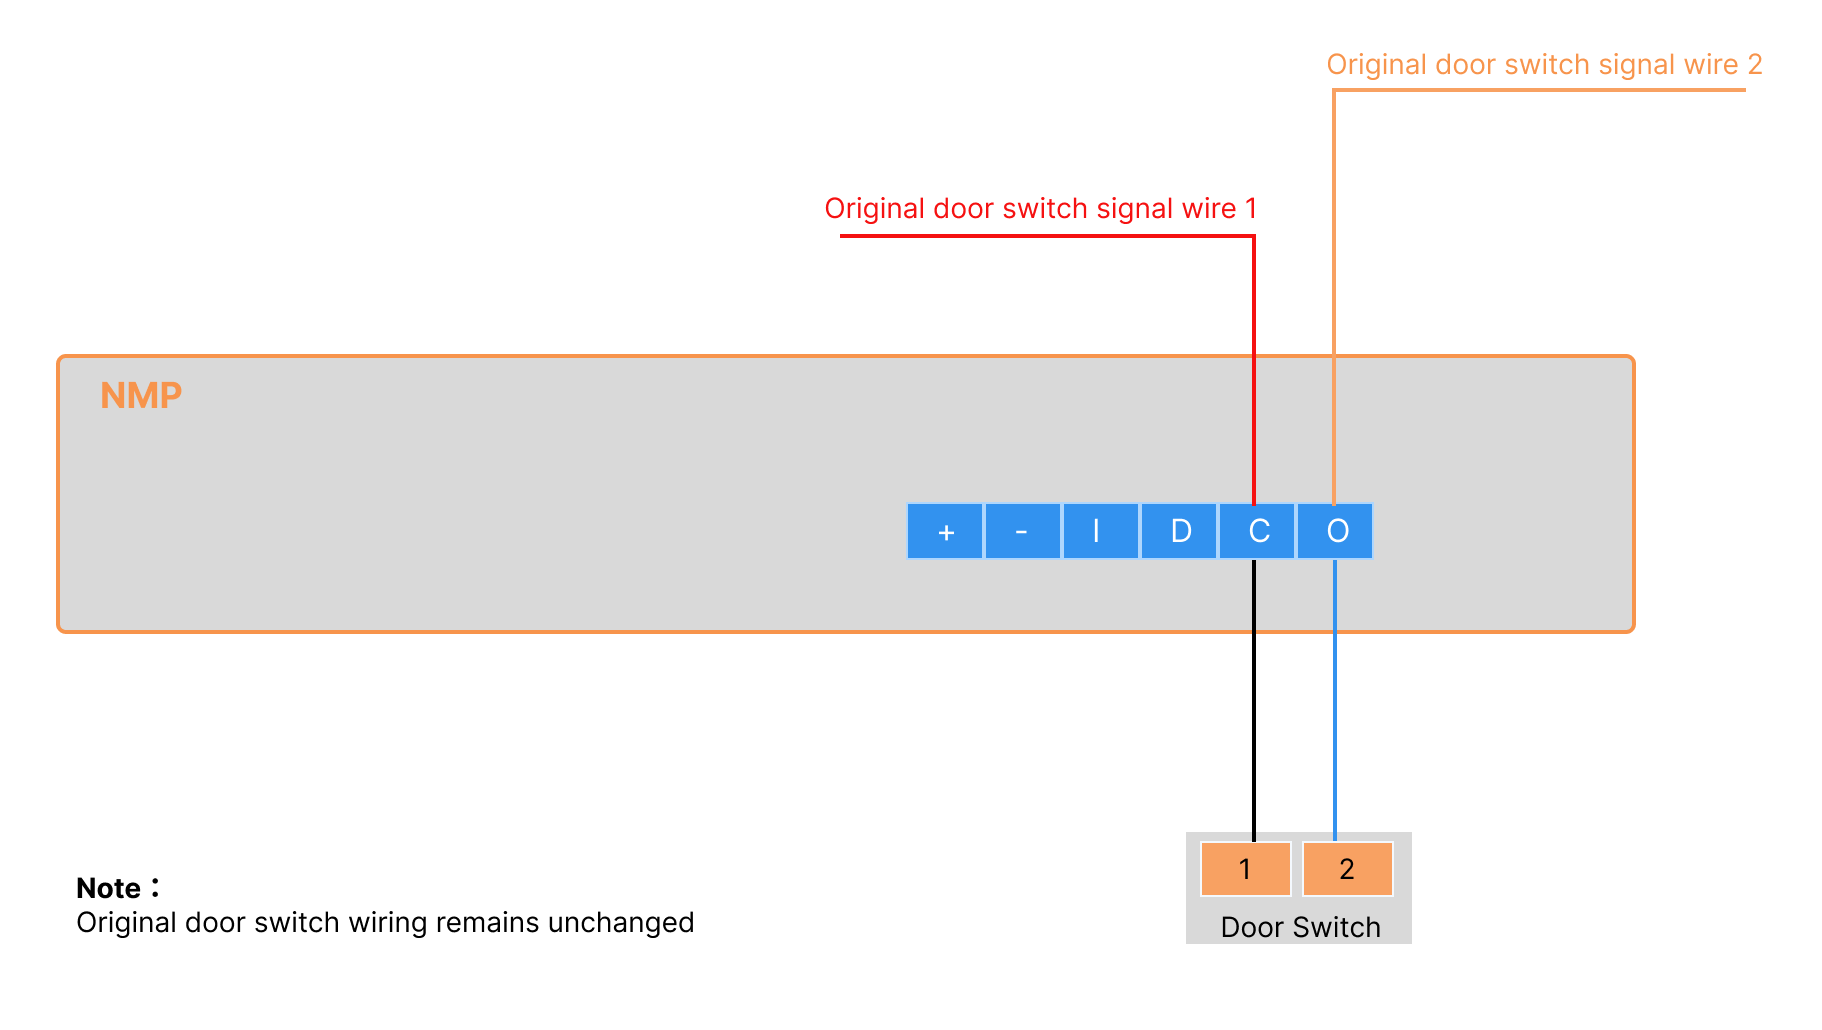 Original door switch signal wire 2
Original door switch signal wire 1
NMP
+ - I D C O
1 2
Door Switch
Note：
Original door switch wiring remains unchanged